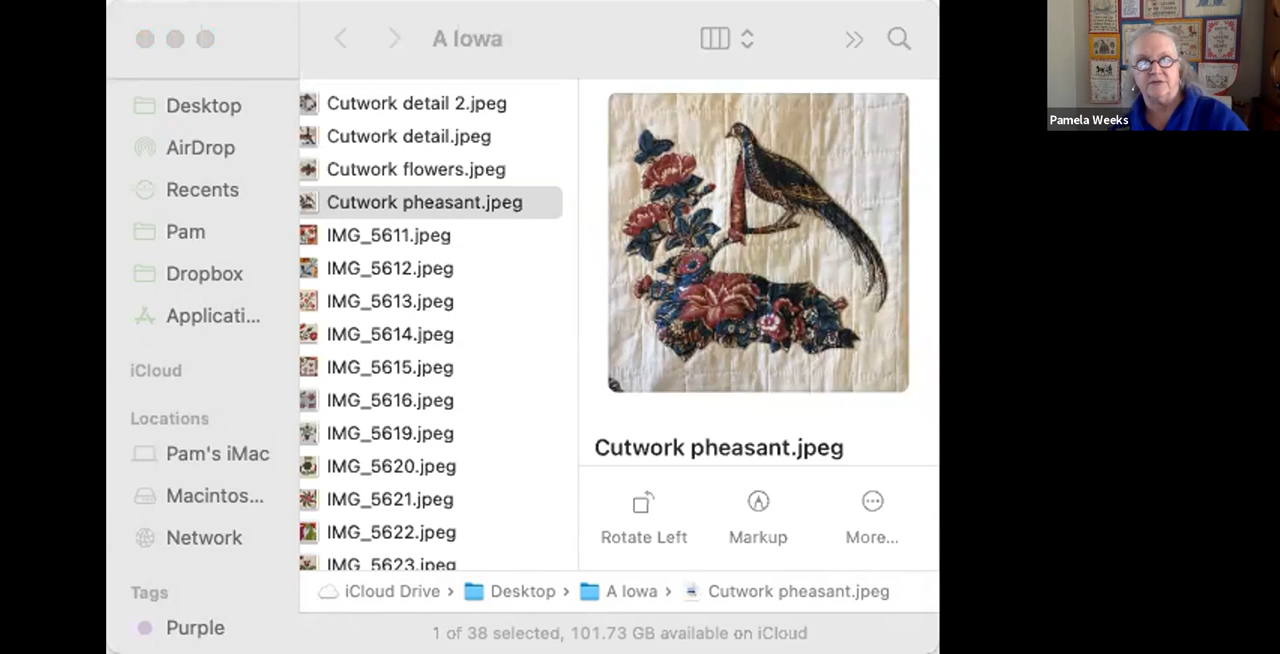 A Iowa
Desktop
AirDrop
Recents
Pam
Dropbox
Applicati...
iCloud
Locations
Pam's iMac
Macintos...
Network
Tags
Purple
Cutwork detail 2.jpeg
Cutwork detail.jpeg
Cutwork flowers.jpeg
Cutwork pheasant.jpeg
IMG_5611.jpeg
IMG_5612.jpeg
IMG_5613.jpeg
IMG_5614.jpeg
IMG_5615.jpeg
IMG_5616.jpeg
IMG_5619.jpeg
IMG_5620.jpeg
IMG_5621.jpeg
IMG_5622.jpeg
IMG_5623.jpeg
Cutwork pheasant.jpeg
Rotate Left Markup More...
iCloud Drive › Desktop › A Iowa › Cutwork pheasant.jpeg
1 of 38 selected, 101.73 GB available on iCloud
Pamela Weeks